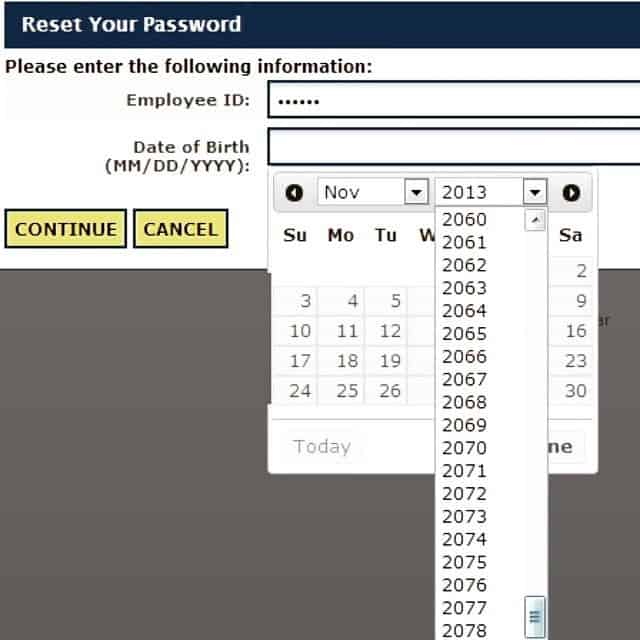 Reset Your Password
Please enter the following information:
Employee ID: ••••••
Date of Birth
(MM/DD/YYYY):
Nov 2013
CONTINUE CANCEL
Su Mo Tu W Sa
2
3 4 5 9
10 11 12 16
17 18 19 23
24 25 26 30
Today ne
2060
2061
2062
2063
2064
2065
2066
2067
2068
2069
2070
2071
2072
2073
2074
2075
2076
2077
2078
ar